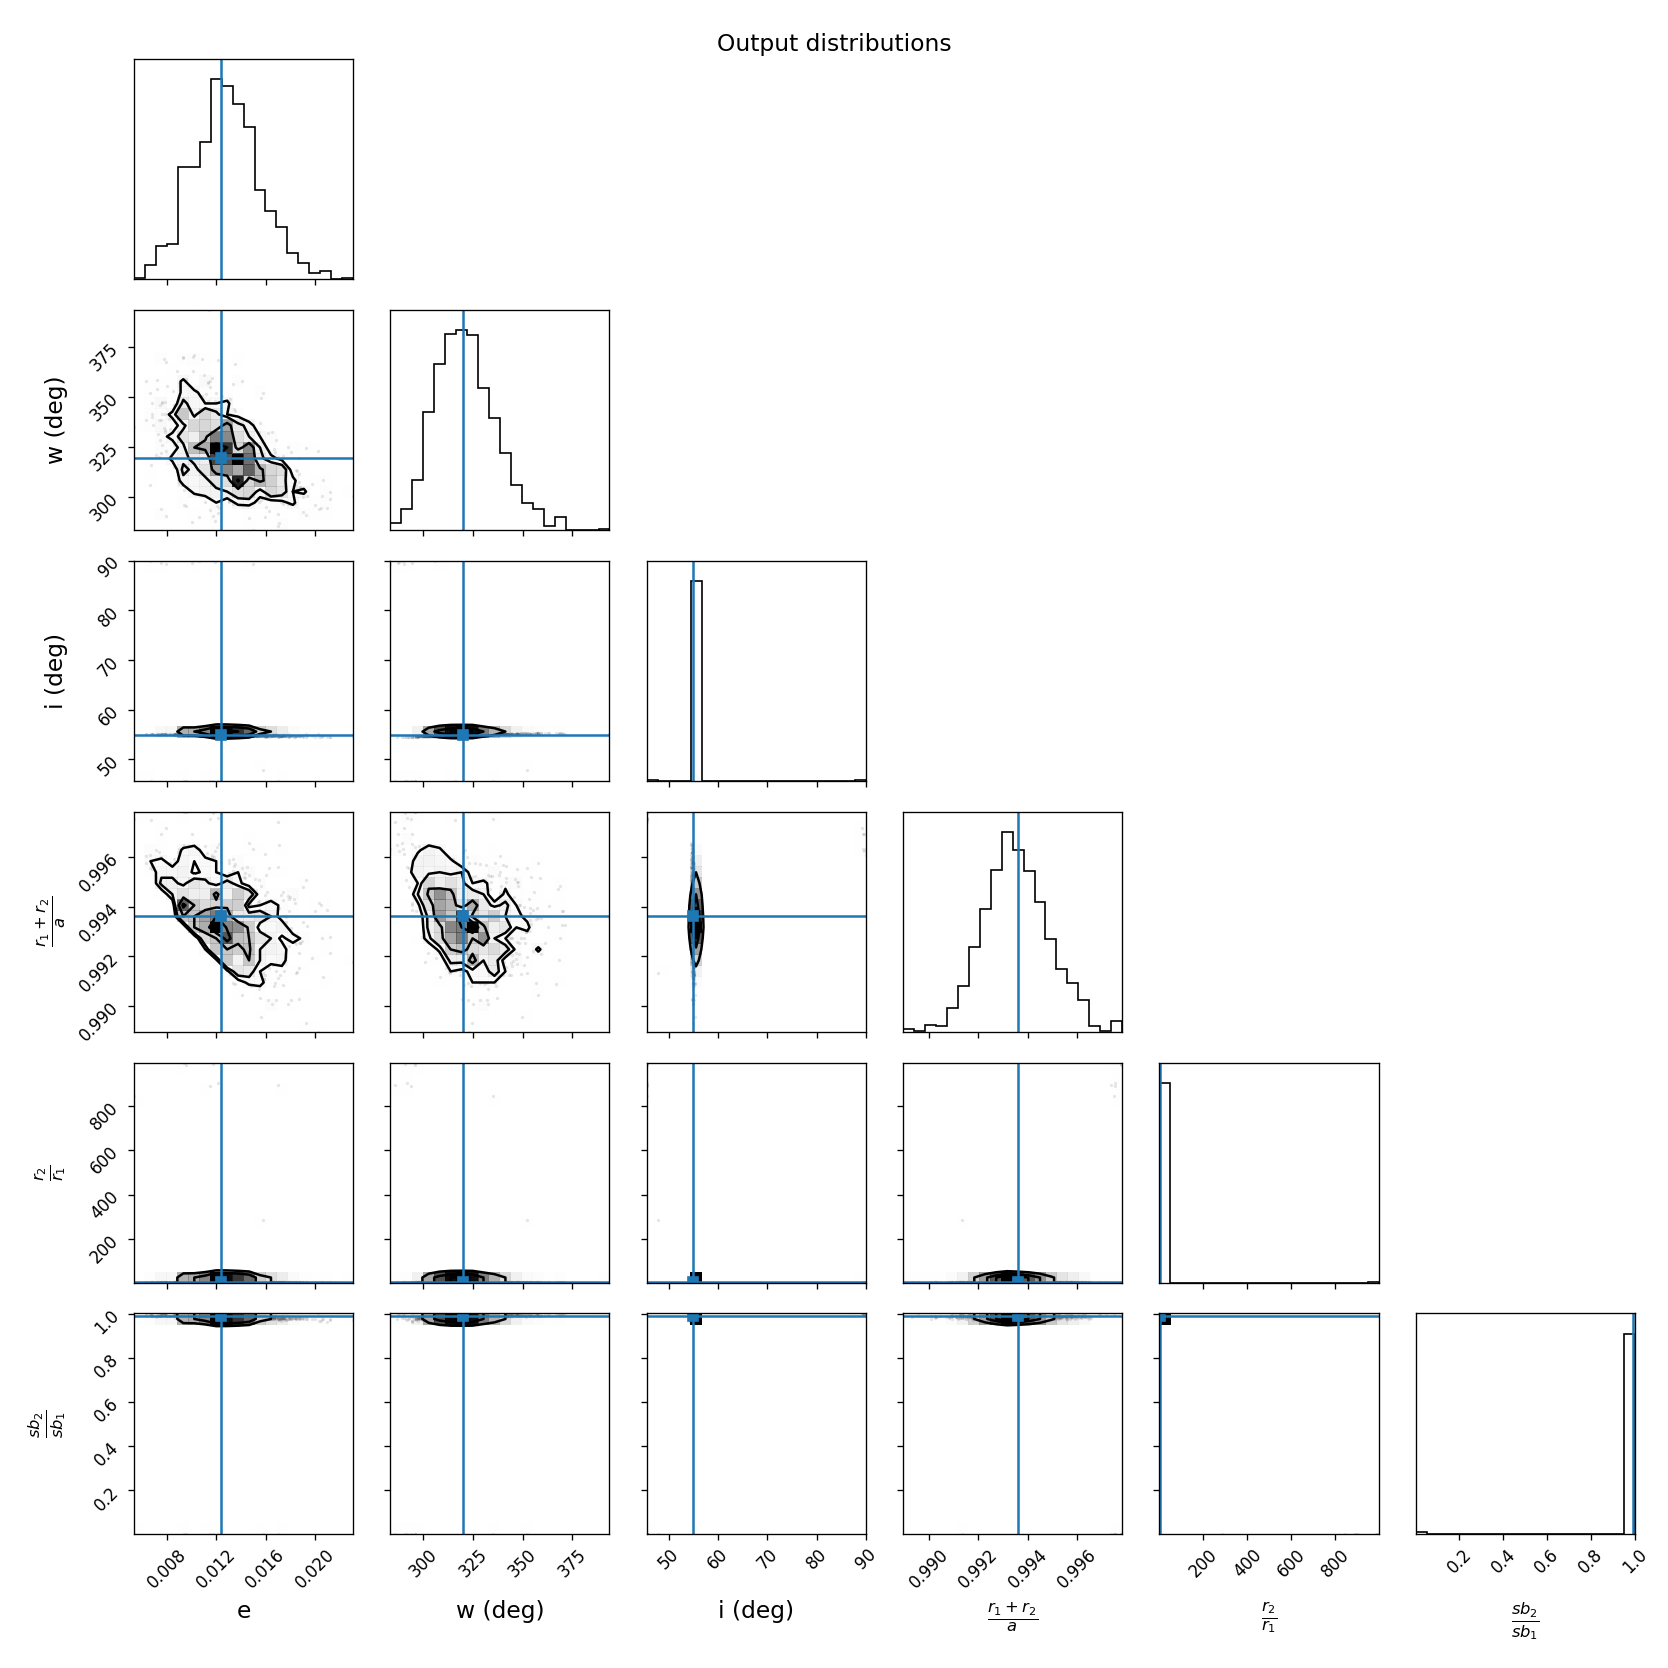 Output distributions
w (deg)
375
350
325
300
i (deg)
90
80
70
60
50
r1 + r2
a
0.996
0.994
0.992
0.990
r2
r1
800
600
400
200
sb2
sb1
1.0
0.8
0.6
0.4
0.2
0.008 0.012 0.016 0.020 300 325 350 375 50 60 70 80 90 0.990 0.992 0.994 0.996 200 400 600 800 0.2 0.4 0.6 0.8 1.0
e w (deg) i (deg) r1 + r2 r2 sb2
a r1 sb1